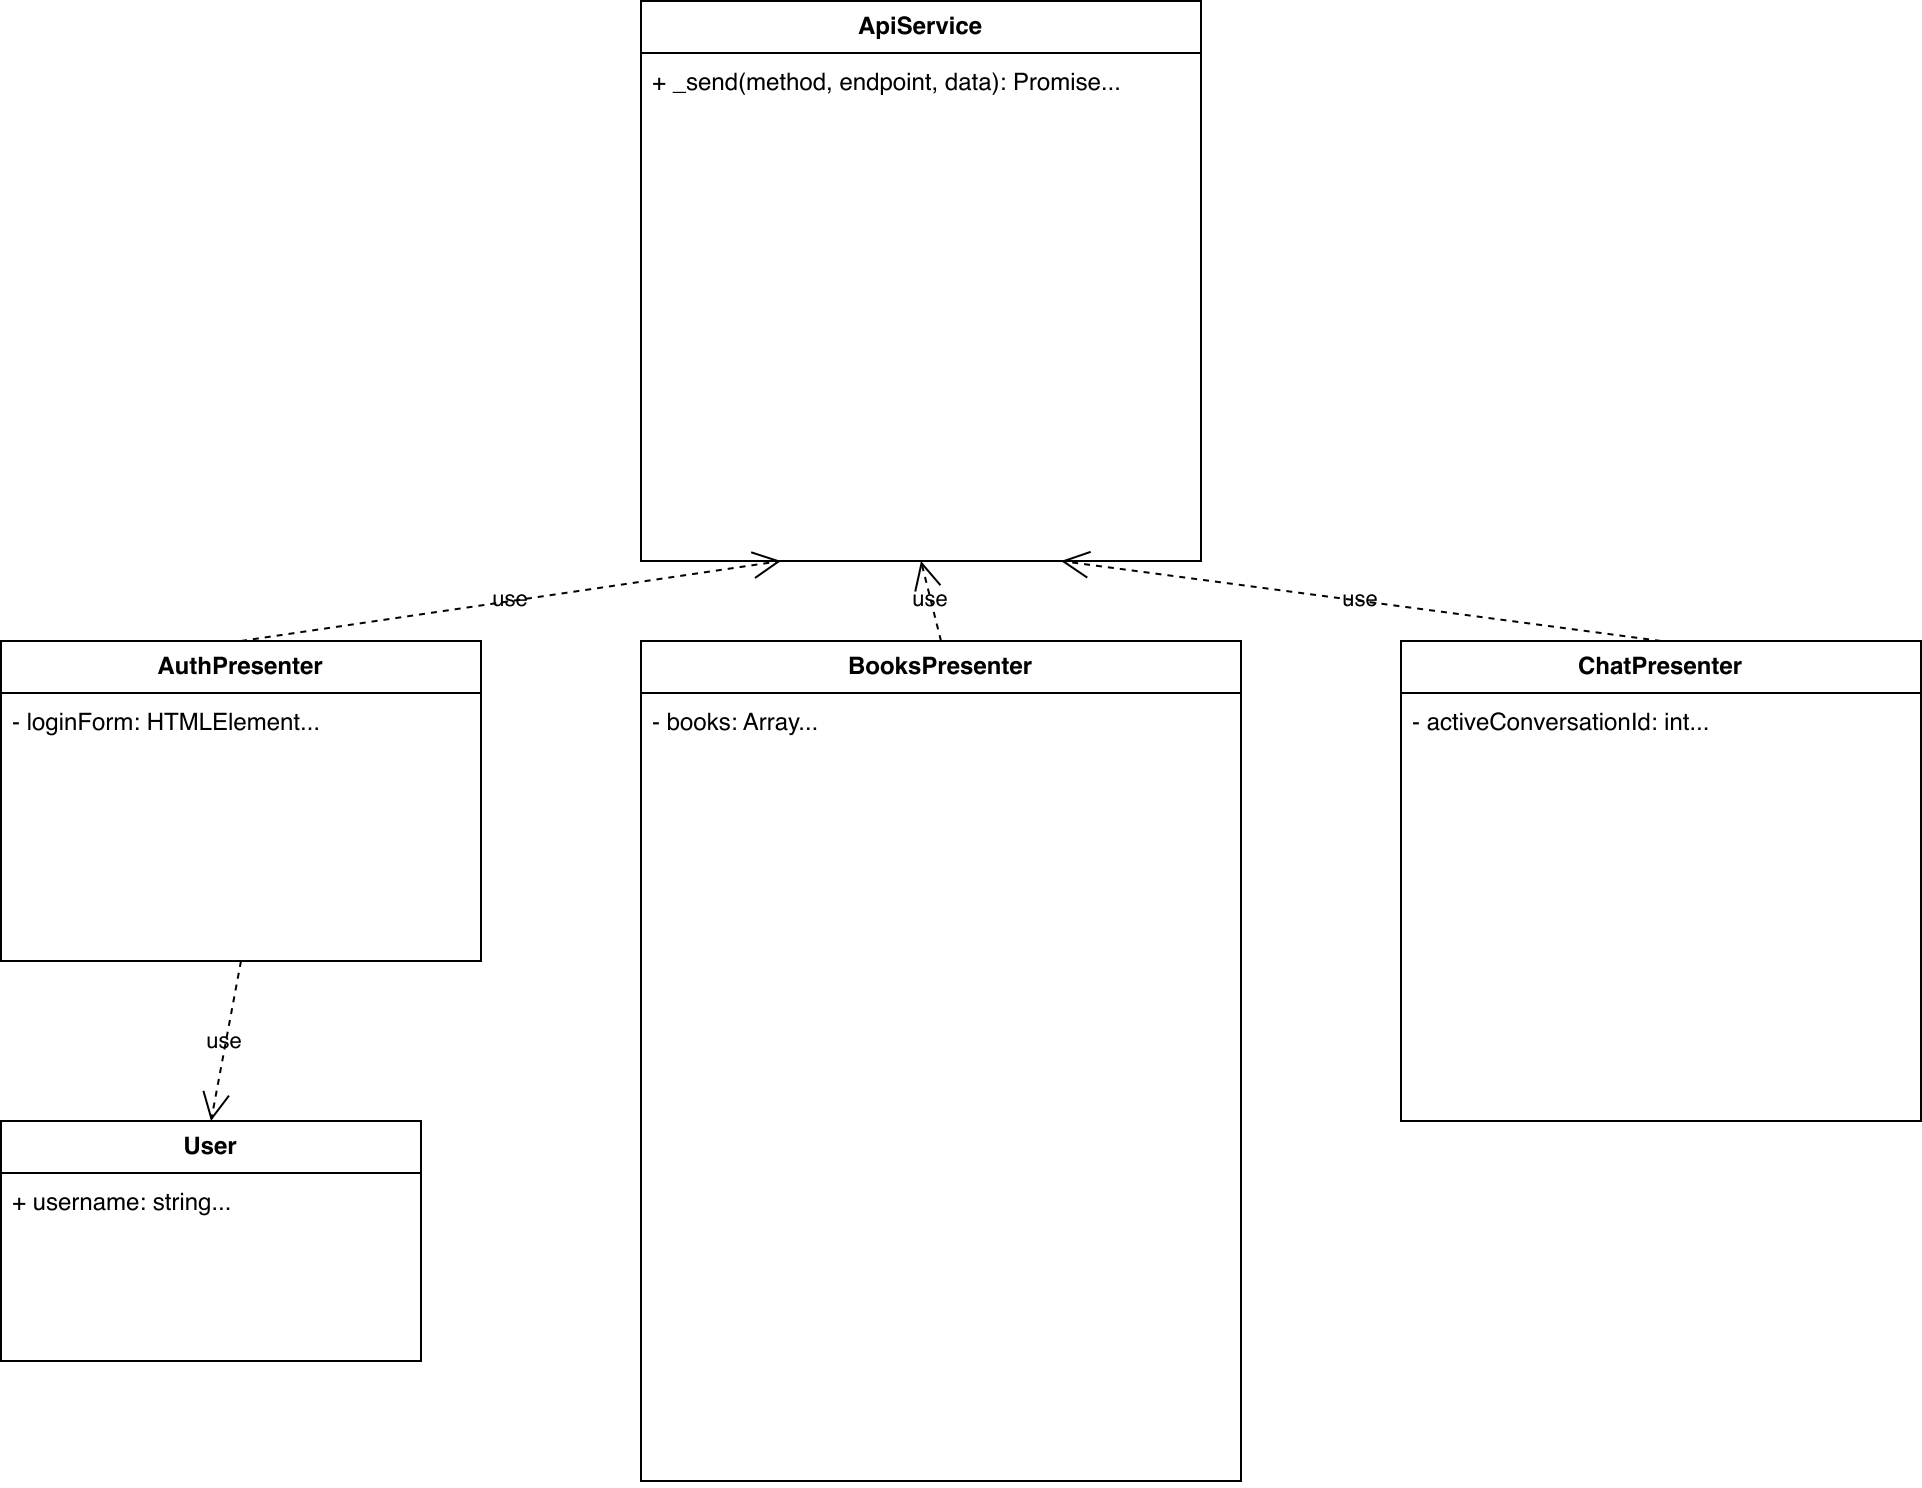 ApiService
+ _send(method, endpoint, data): Promise...
use
use
use
AuthPresenter
- loginForm: HTMLElement...
BooksPresenter
- books: Array...
ChatPresenter
- activeConversationId: int...
use
User
+ username: string...